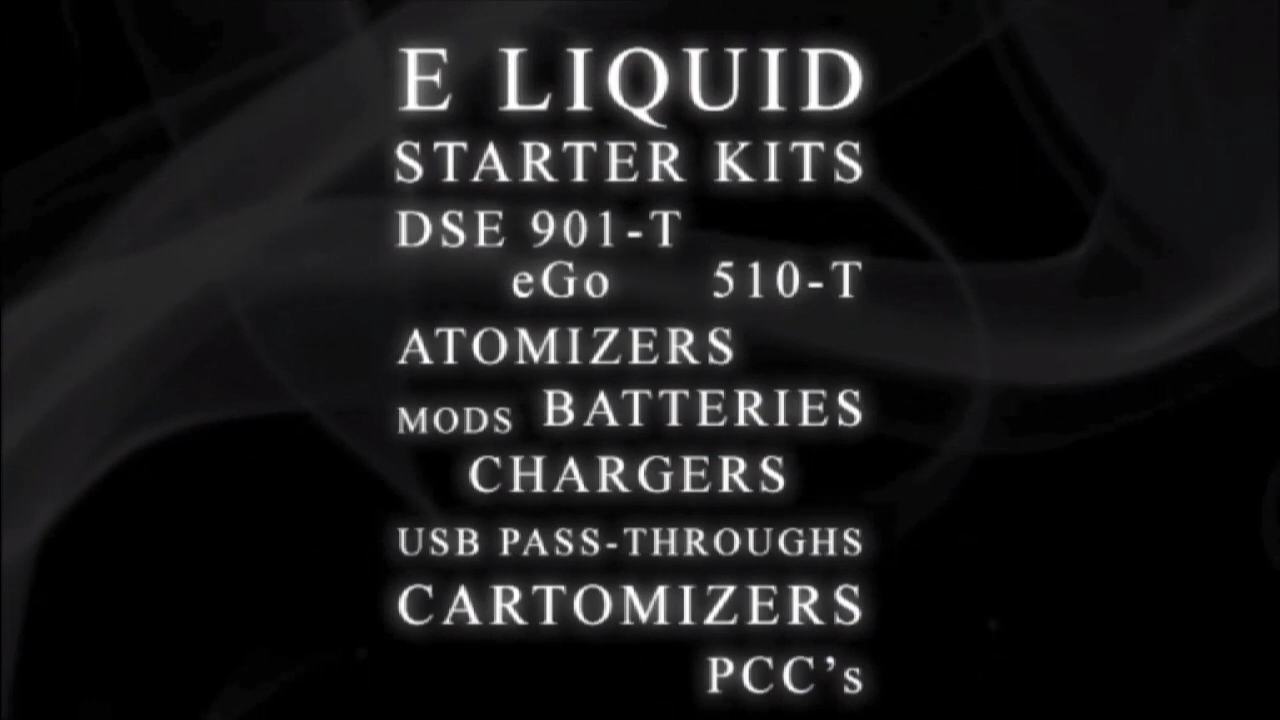 E LIQUID
STARTER KITS
DSE 901-T
eGo 510-T
ATOMIZERS
MODS BATTERIES
CHARGERS
USB PASS-THROUGHS
CARTOMIZERS
PCC's